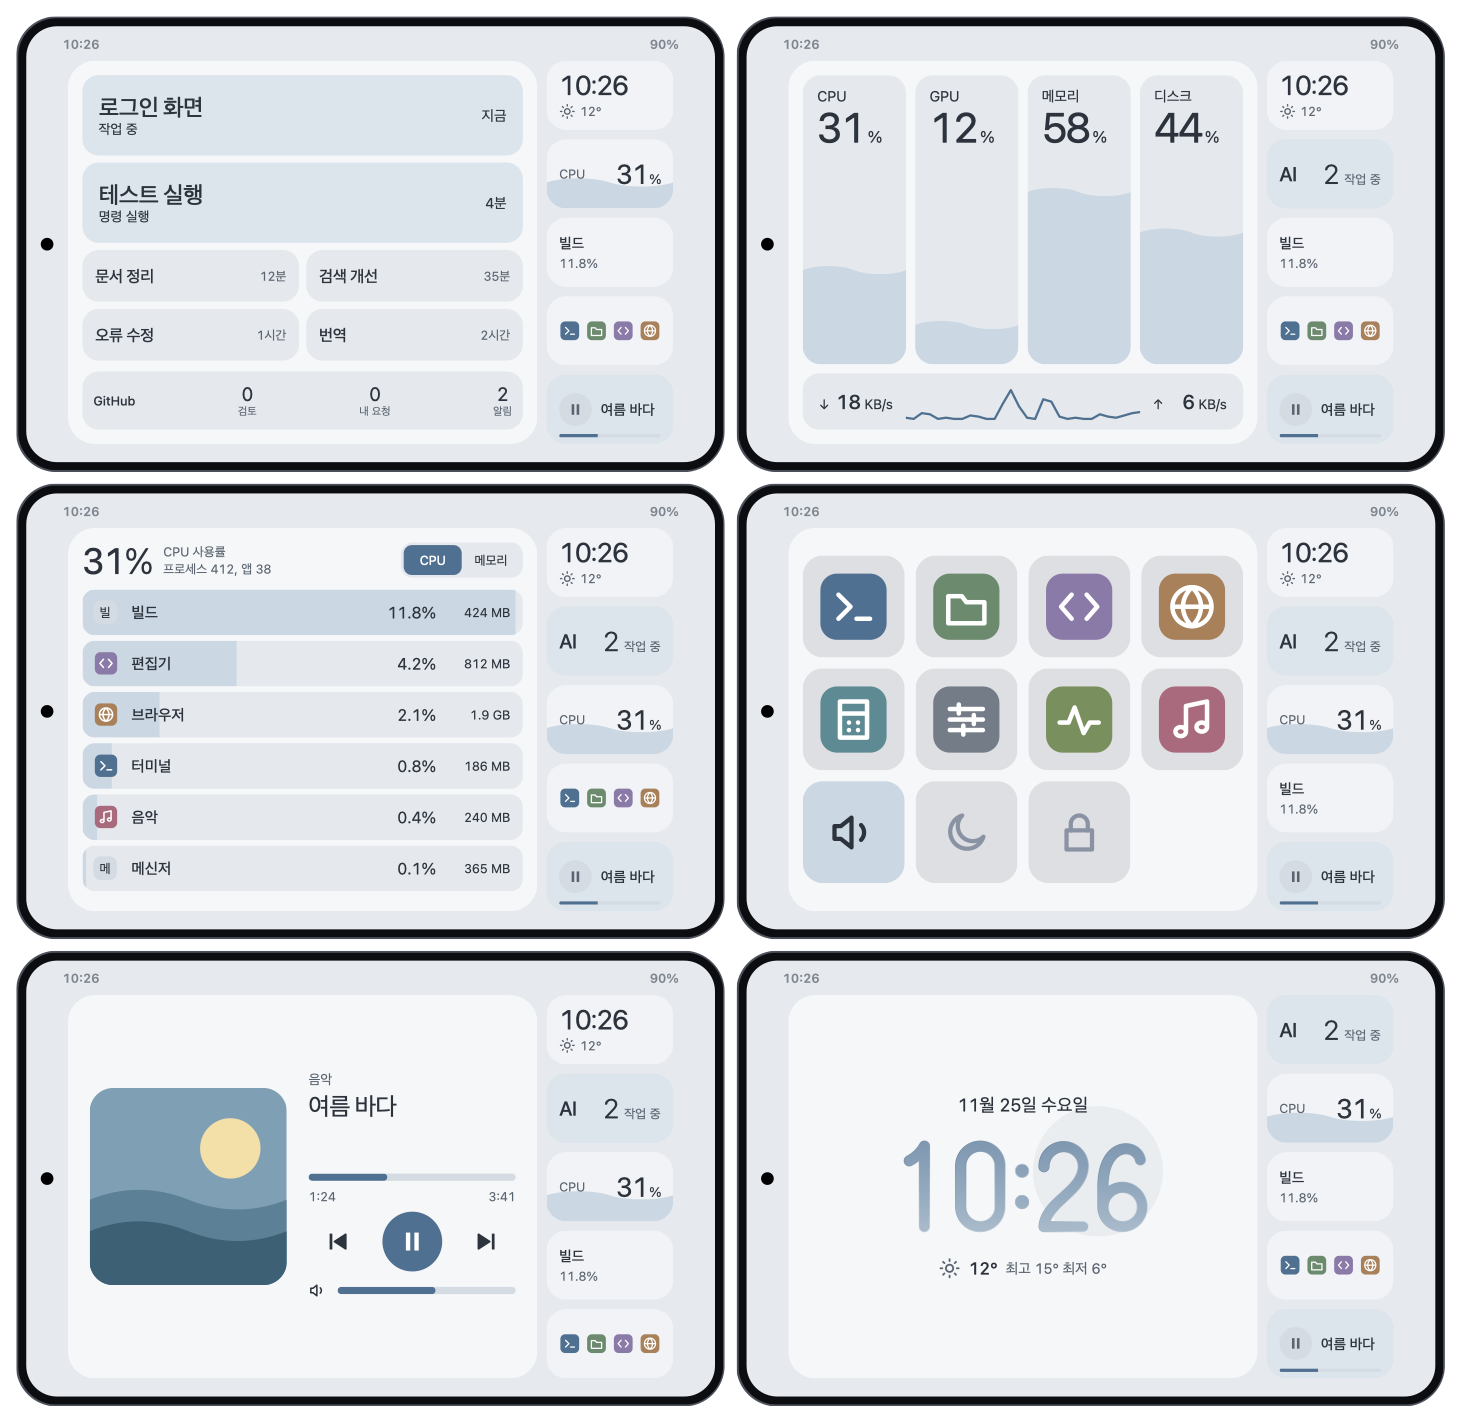 10:26
90%
로그인 화면
작업 중
지금
테스트 실행
명령 실행
4분
문서 정리
12분
검색 개선
35분
오류 수정
1시간
번역
2시간
GitHub
0
검토
0
내 요청
2
알림
10:26
12°
CPU
31%
빌드
11.8%
여름 바다
10:26
90%
CPU
31%
GPU
12%
메모리
58%
디스크
44%
↓ 18 KB/s
↑ 6 KB/s
10:26
12°
AI
2 작업 중
빌드
11.8%
여름 바다
10:26
90%
31%
CPU 사용률
프로세스 412, 앱 38
CPU
메모리
빌 빌드 11.8% 424 MB
편집기 4.2% 812 MB
브라우저 2.1% 1.9 GB
터미널 0.8% 186 MB
음악 0.4% 240 MB
메 메신저 0.1% 365 MB
10:26
12°
AI
2 작업 중
CPU
31%
여름 바다
10:26
90%
10:26
12°
AI
2 작업 중
CPU
31%
빌드
11.8%
여름 바다
10:26
90%
음악
여름 바다
1:24
3:41
10:26
12°
AI
2 작업 중
CPU
31%
빌드
11.8%
10:26
90%
11월 25일 수요일
10:26
12° 최고 15° 최저 6°
AI
2 작업 중
CPU
31%
빌드
11.8%
여름 바다